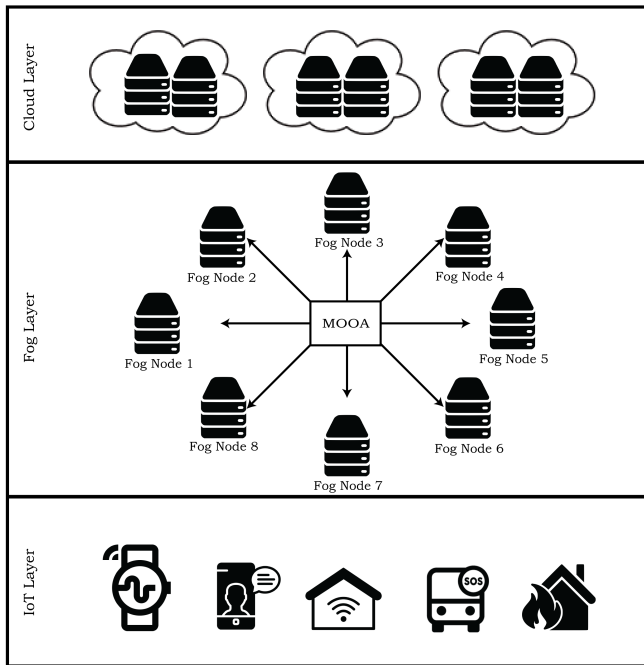 Cloud Layer
Fog Layer
Fog Node 3
Fog Node 2
Fog Node 4
MOOA
Fog Node 1
Fog Node 5
Fog Node 8
Fog Node 6
Fog Node 7
IoT Layer
SOS